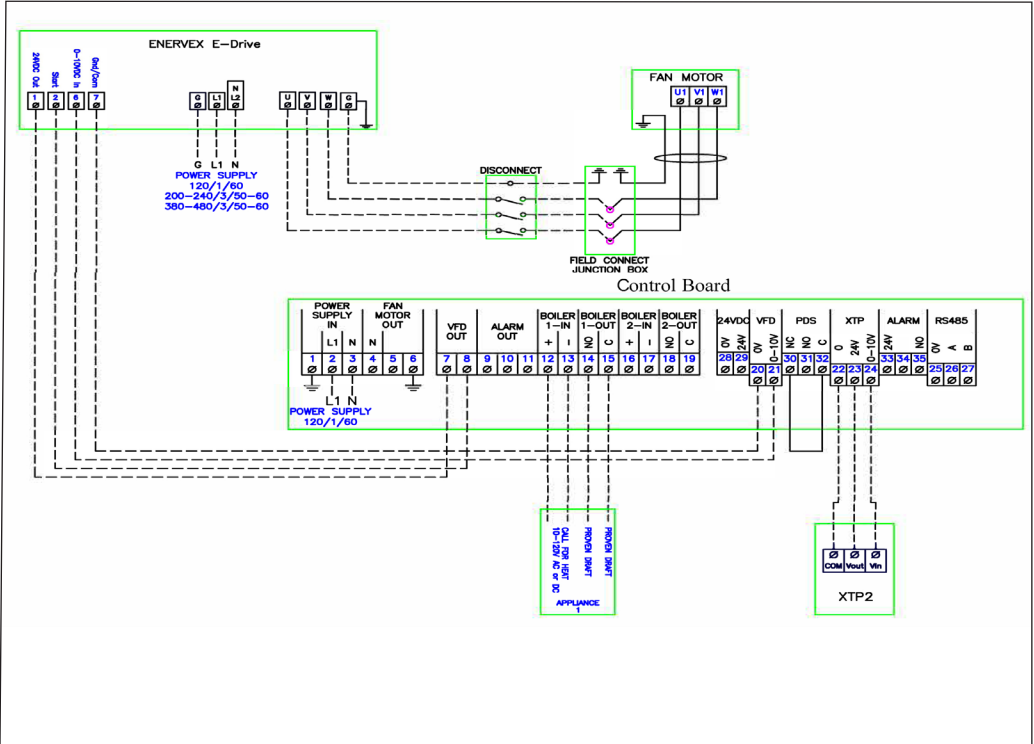 ENERVEX E-Drive
24VDC Out
Start
0-10VDC In
Gnd/Com
1 2 6 7
G L1 N L2
U V W G
G L1 N
POWER SUPPLY
120/1/60
200-240/3/50-60
380-480/3/50-60
FAN MOTOR
U1 V1 W1
DISCONNECT
FIELD CONNECT
JUNCTION BOX
Control Board
POWER SUPPLY IN
FAN MOTOR OUT
VFD OUT
ALARM OUT
BOILER 1-IN
BOILER 1-OUT
BOILER 2-IN
BOILER 2-OUT
24VDC
VFD
PDS
XTP
ALARM
RS485
L1 N N
+ - NO C + - NO C
0V 24V 0V 0-10V NC NO C 0 24V 0-10V 24V NO 0V A B
1 2 3 4 5 6 7 8 9 10 11 12 13 14 15 16 17 18 19
28 29 20 21 30 31 32 22 23 24 33 34 35 25 26 27
L1 N
POWER SUPPLY
120/1/60
CALL FOR HEAT
10-120V AC or DC
PROVEN DRAFT
PROVEN DRAFT
APPLIANCE
1
COM Vout Vin
XTP2